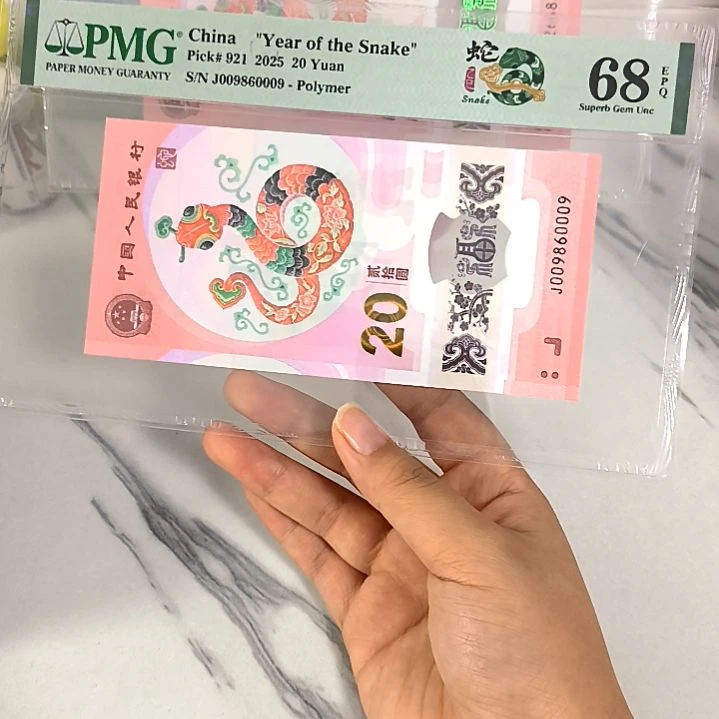 PMG
PAPER MONEY GUARANTY
China "Year of the Snake"
Pick# 921 2025 20 Yuan
S/N J009860009 - Polymer
蛇
Snake
68
EPQ
Superb Gem Unc
中国人民银行
贰拾圆
20
J009860009